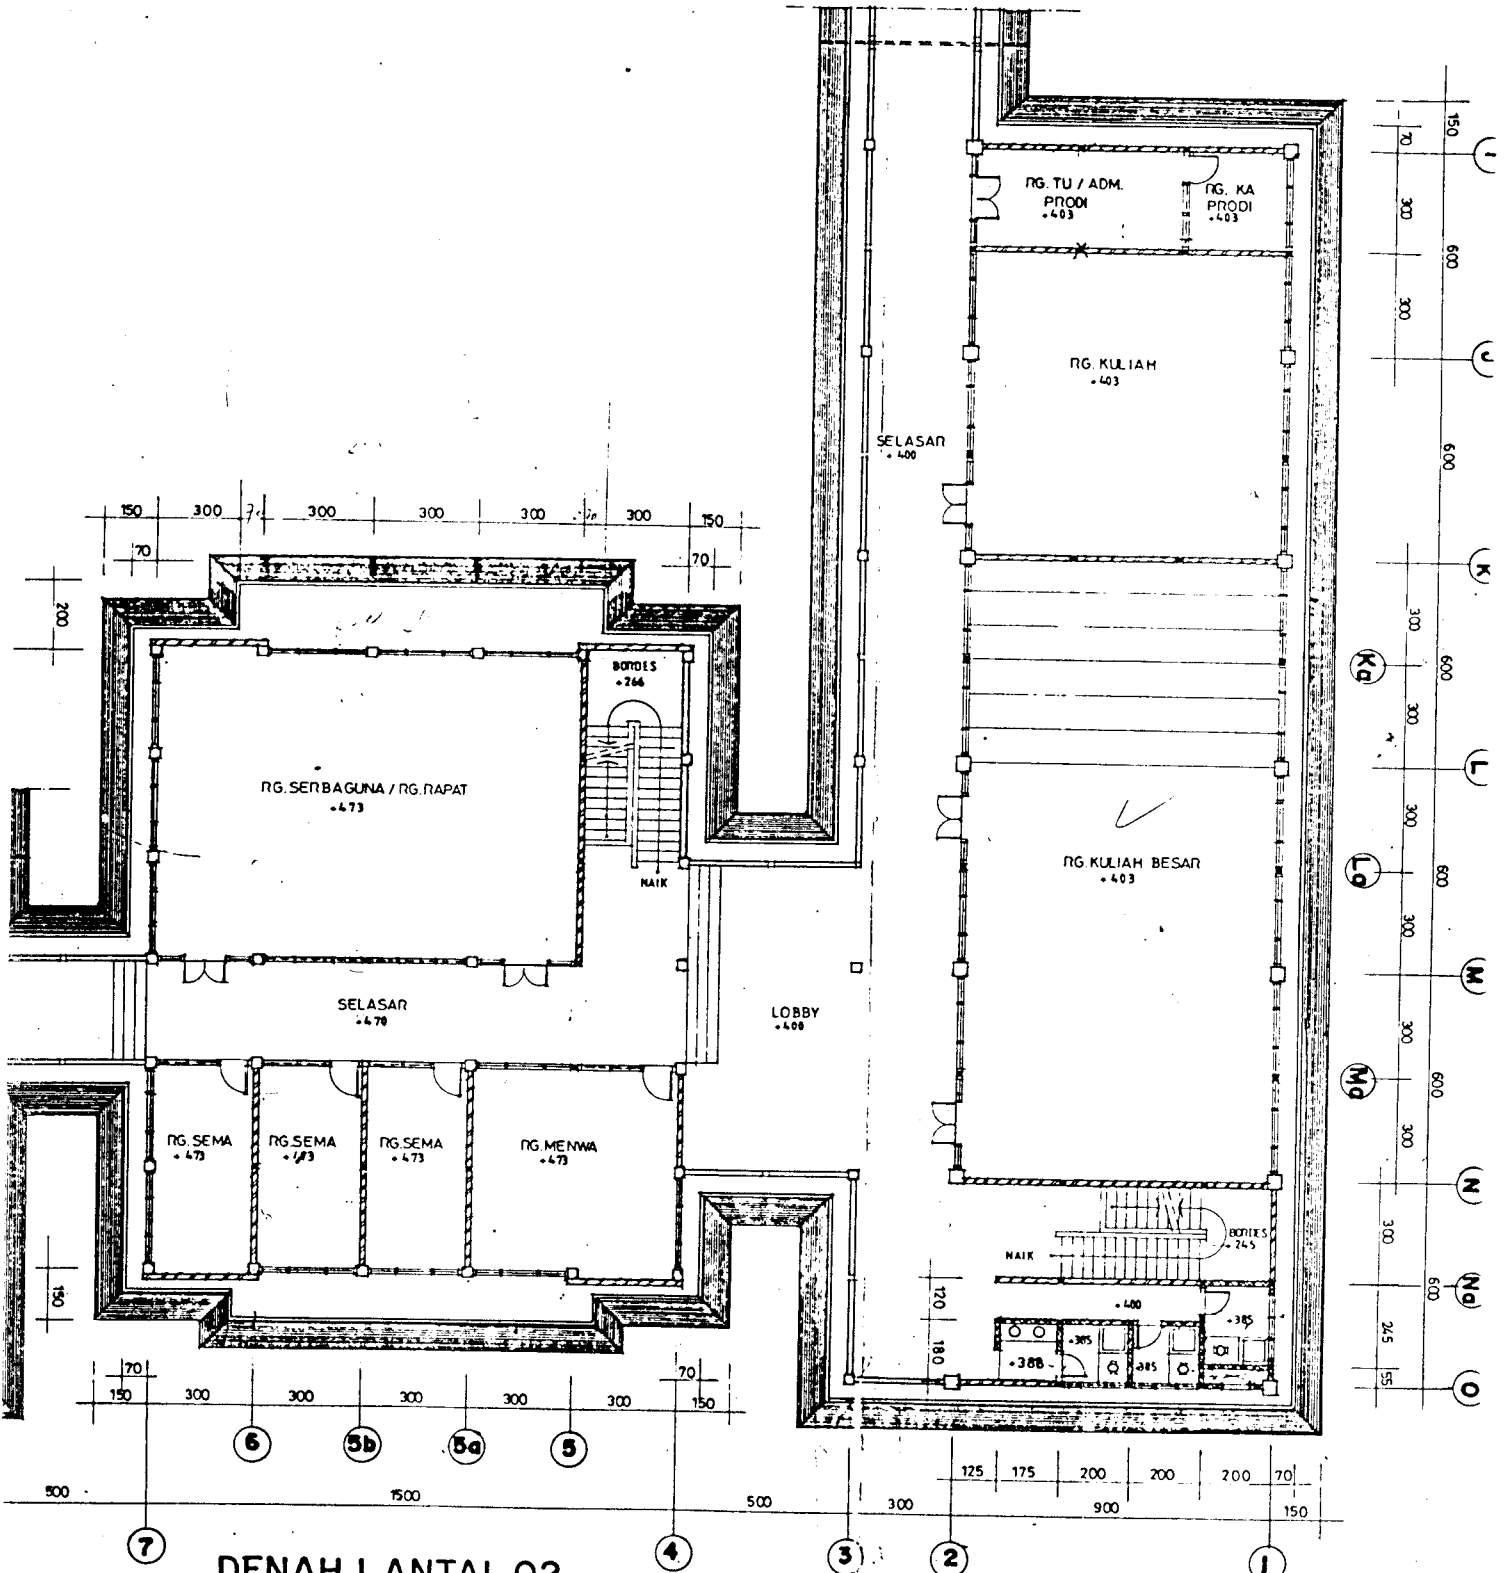 150
70
I
RG. TU / ADM.
PRODI
+403
RG. KA
PRODI
+403
300
600
300
J
RG. KULIAH
+403
SELASAR
+400
600
150
300
300
300
300
300
150
70
70
200
K
300
600
Ka
300
BORDES
+266
L
RG. SERBAGUNA / RG. RAPAT
+473
300
RG. KULIAH BESAR
+403
NAIK
600
La
300
M
SELASAR
+470
LOBBY
+400
300
600
Ma
300
RG. SEMA
+473
RG. SEMA
RG. SEMA
+473
RG. MENWA
+473
N
300
BORDES
+245
NAIK
600
Na
150
120
+400
+385
245
180
+385
+388
+385
55
O
70
70
150
300
300
300
300
300
150
6
5b
5a
5
125
175
200
200
200
70
500
1500
500
300
900
150
7
4
3
2
1
DENAH LANTAI 02